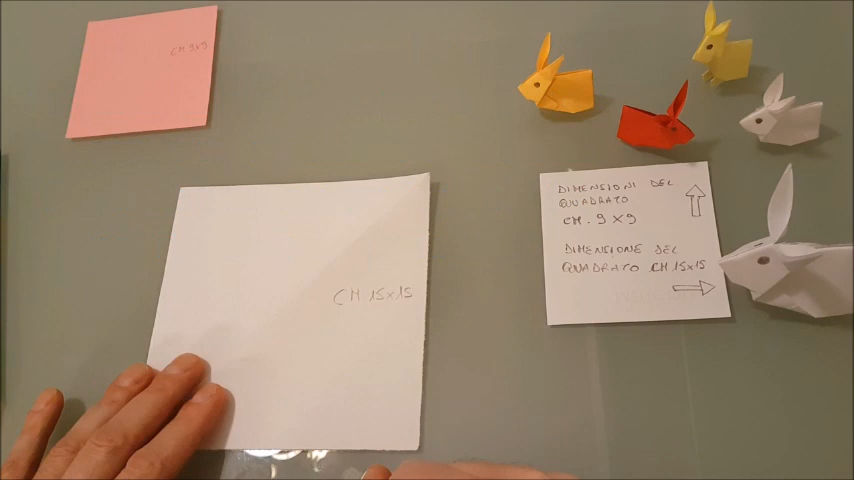 CM 9x9
CM 15x15
DIMENSIONI DEL
QUADRATO
CM. 9 X 9
DIMENSIONE DEL
QUADRATO CM 15x15